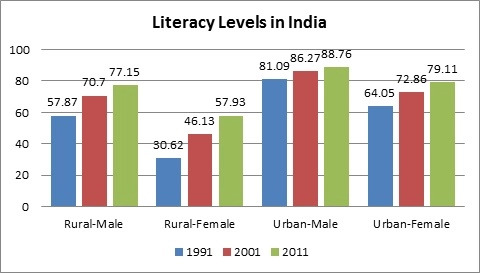 Literacy Levels in India
100
80
60
40
20
0
57.87 70.7 77.15
30.62 46.13 57.93
81.09 86.27 88.76
64.05 72.86 79.11
Rural-Male Rural-Female Urban-Male Urban-Female
1991 2001 2011